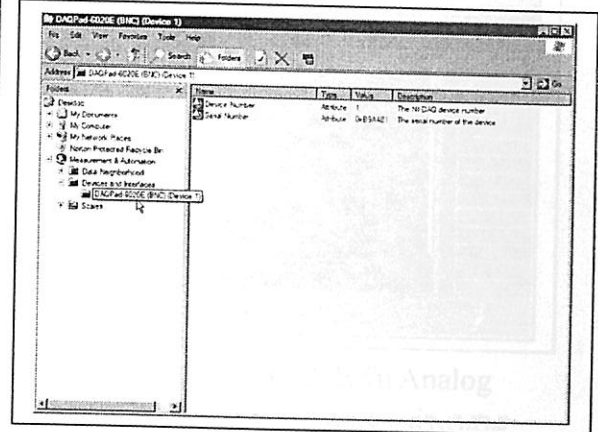 DAQPad-6020E (BNC) (Device 1)
File Edit View Favorites Tools Help
Back Search Folders
Address DAQPad-6020E (BNC) (Device 1) Go
Folders
Desktop
My Documents
My Computer
My Network Places
Norton Protected Recycle Bin
Measurement & Automation
Data Neighborhood
Devices and Interfaces
DAQPad-6020E (BNC) (Device 1)
Scales
Name Type Value Description
Device Number Attribute 1 The NI-DAQ device number
Serial Number Attribute The serial number of the device
Analog